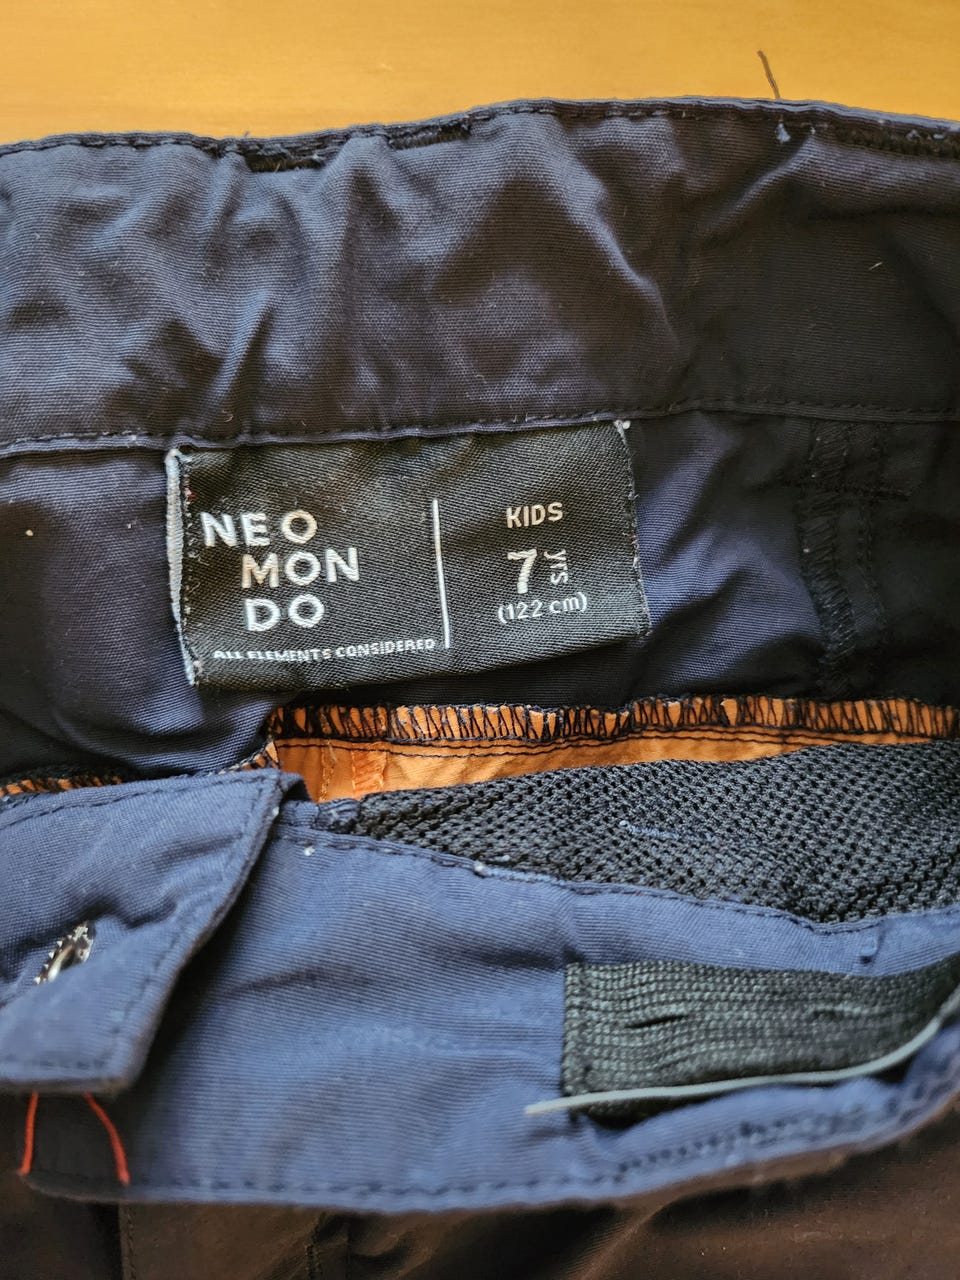 NEO
MON
DO
ALL ELEMENTS CONSIDERED
KIDS
7 yrs
(122 cm)